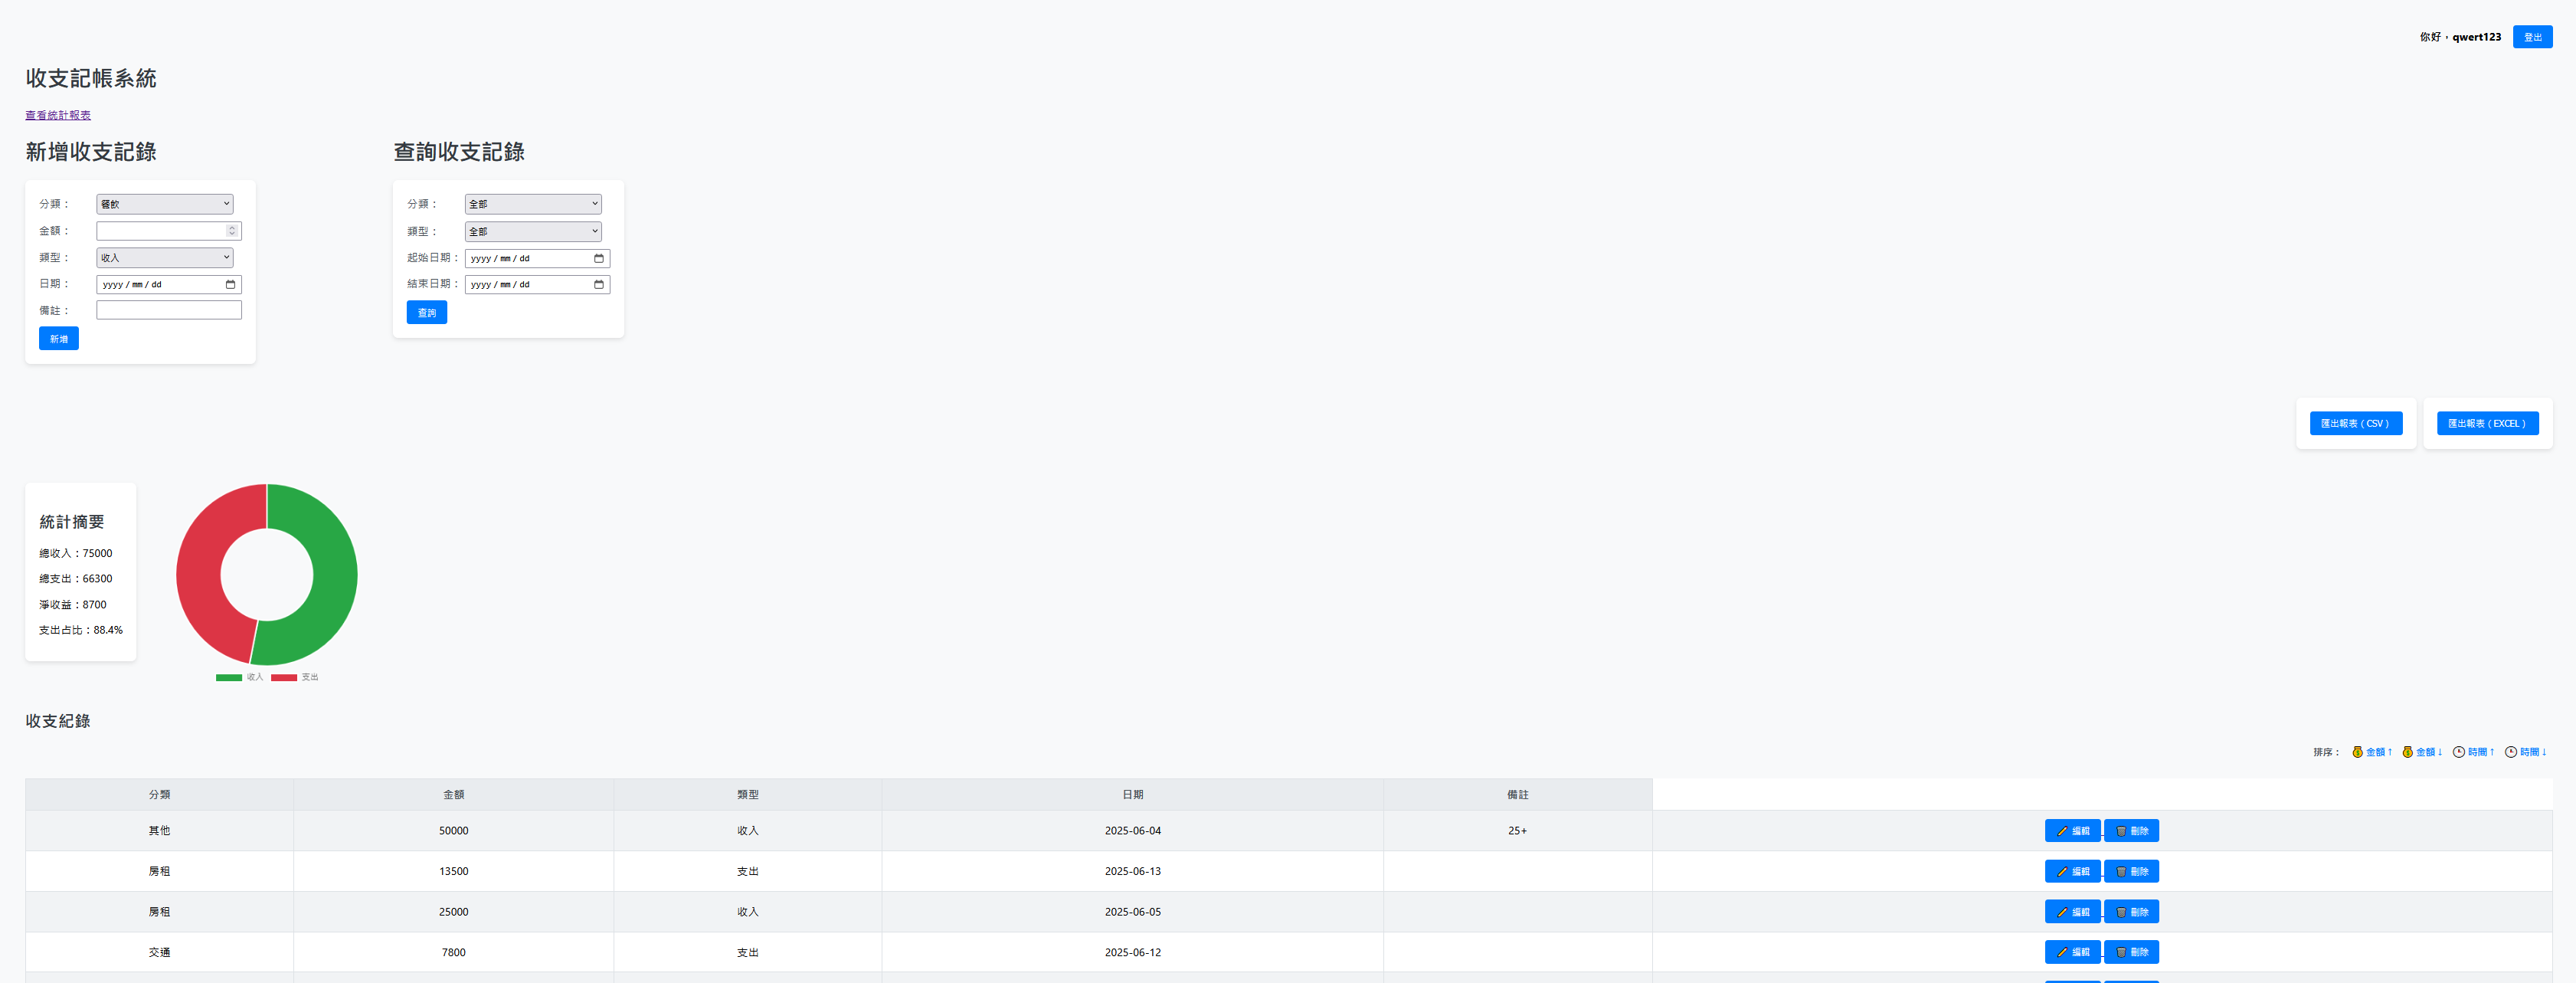 你好，qwert123 登出
收支記帳系統
查看統計報表
新增收支記錄
分類： 餐飲
金額：
類型： 收入
日期： yyyy / mm / dd
備註：
新增
查詢收支記錄
分類： 全部
類型： 全部
起始日期： yyyy / mm / dd
結束日期： yyyy / mm / dd
查詢
匯出報表（CSV） 匯出報表（EXCEL）
統計摘要
總收入：75000
總支出：66300
淨收益：8700
支出占比：88.4%
收入 支出
收支紀錄
排序： 金額↑ 金額↓ 時間↑ 時間↓
分類 金額 類型 日期 備註
其他 50000 收入 2025-06-04 25+ 編輯 刪除
房租 13500 支出 2025-06-13 編輯 刪除
房租 25000 收入 2025-06-05 編輯 刪除
交通 7800 支出 2025-06-12 編輯 刪除